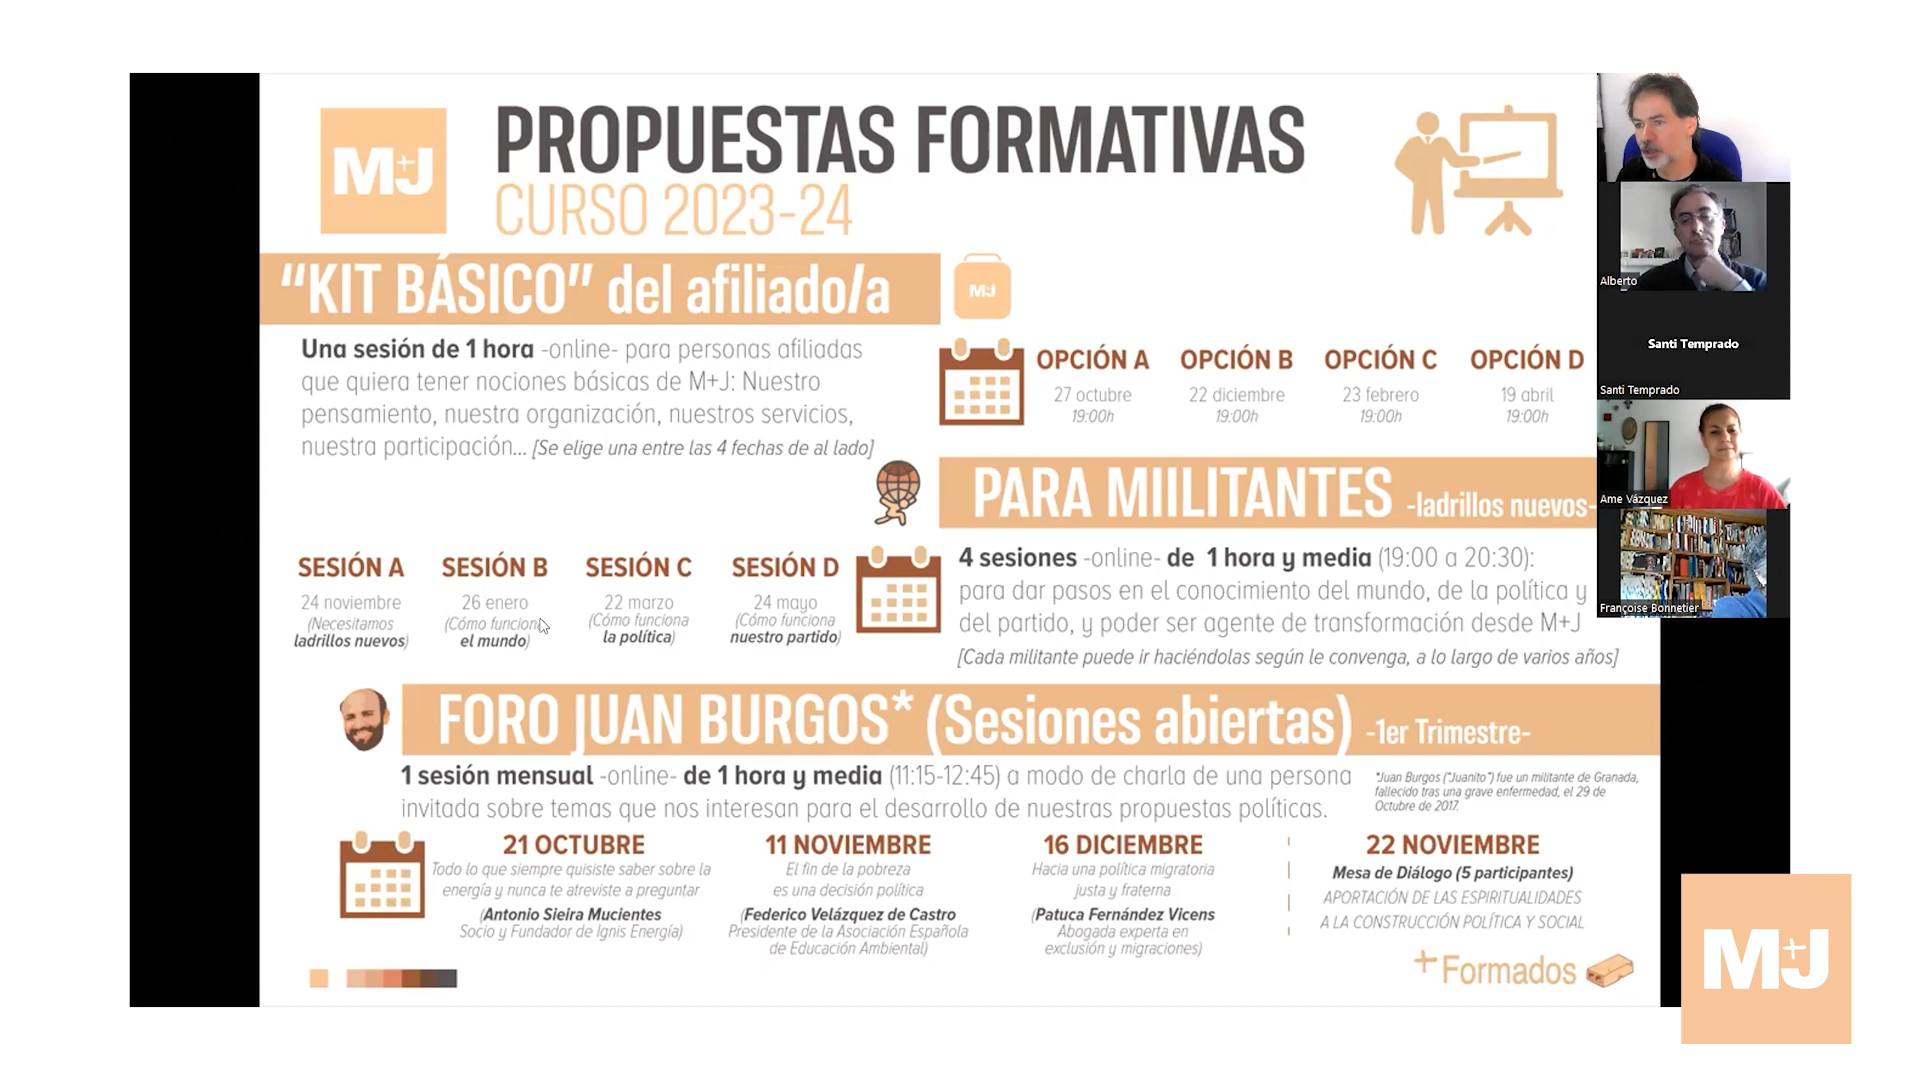 M+J
PROPUESTAS FORMATIVAS
CURSO 2023-24
“KIT BÁSICO” del afiliado/a
M+J
Una sesión de 1 hora -online- para personas afiliadas
que quiera tener nociones básicas de M+J: Nuestro
pensamiento, nuestra organización, nuestros servicios,
nuestra participación... [Se elige una entre las 4 fechas de al lado]
OPCIÓN A
27 octubre
19:00h
OPCIÓN B
22 diciembre
19:00h
OPCIÓN C
23 febrero
19:00h
OPCIÓN D
19 abril
19:00h
PARA MIILITANTES -ladrillos nuevos-
SESIÓN A
24 noviembre
(Necesitamos
ladrillos nuevos)
SESIÓN B
26 enero
(Cómo funciona
el mundo)
SESIÓN C
22 marzo
(Cómo funciona
la política)
SESIÓN D
24 mayo
(Cómo funciona
nuestro partido)
4 sesiones -online- de 1 hora y media (19:00 a 20:30):
para dar pasos en el conocimiento del mundo, de la política y
del partido, y poder ser agente de transformación desde M+J
[Cada militante puede ir haciéndolas según le convenga, a lo largo de varios años]
FORO JUAN BURGOS* (Sesiones abiertas) -1er Trimestre-
1 sesión mensual -online- de 1 hora y media (11:15-12:45) a modo de charla de una persona
invitada sobre temas que nos interesan para el desarrollo de nuestras propuestas políticas.
*Juan Burgos ("Juanito") fue un militante de Granada,
fallecido tras una grave enfermedad, el 29 de
Octubre de 2017.
21 OCTUBRE
Todo lo que siempre quisiste saber sobre la
energía y nunca te atreviste a preguntar
(Antonio Sieira Mucientes
Socio y Fundador de Ignis Energía)
11 NOVIEMBRE
El fin de la pobreza
es una decisión política
(Federico Velázquez de Castro
Presidente de la Asociación Española
de Educación Ambiental)
16 DICIEMBRE
Hacia una política migratoria
justa y fraterna
(Patuca Fernández Vicens
Abogada experta en
exclusión y migraciones)
22 NOVIEMBRE
Mesa de Diálogo (5 participantes)
APORTACIÓN DE LAS ESPIRITUALIDADES
A LA CONSTRUCCIÓN POLÍTICA Y SOCIAL
+Formados
Alberto
Santi Temprado
Santi Temprado
Ame Vázquez
Françoise Bonnetier
M+J